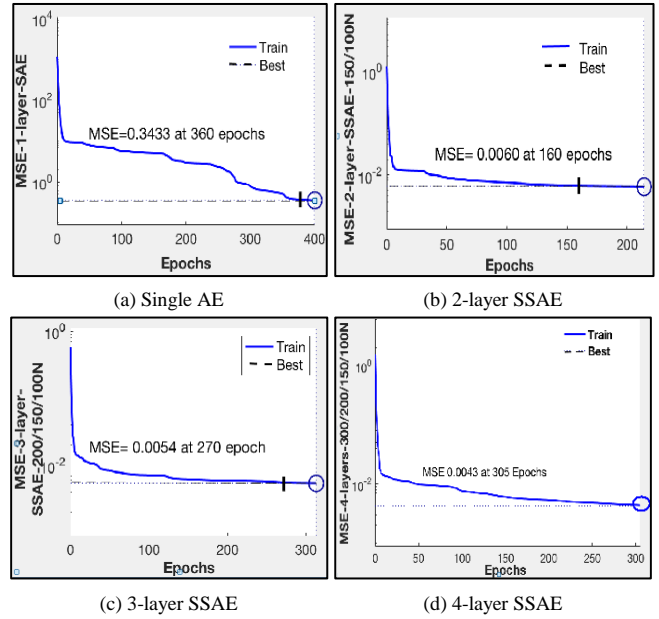 10^4
10^2
10^0
MSE-1-layer-SAE
Train
Best
MSE=0.3433 at 360 epochs
0 100 200 300 400
Epochs
(a) Single AE
10^0
10^-2
MSE-2-layer-SSAE-150/100N
Train
Best
MSE= 0.0060 at 160 epochs
0 50 100 150 200
Epochs
(b) 2-layer SSAE
10^0
10^-2
MSE-3-layer-
SSAE-200/150/100N
Train
Best
MSE= 0.0054 at 270 epoch
0 100 200 300
Epochs
(c) 3-layer SSAE
10^0
10^-2
MSE-4-layers-300/200/150/100N
Train
Best
MSE 0.0043 at 305 Epochs
0 50 100 150 200 250 300
Epochs
(d) 4-layer SSAE